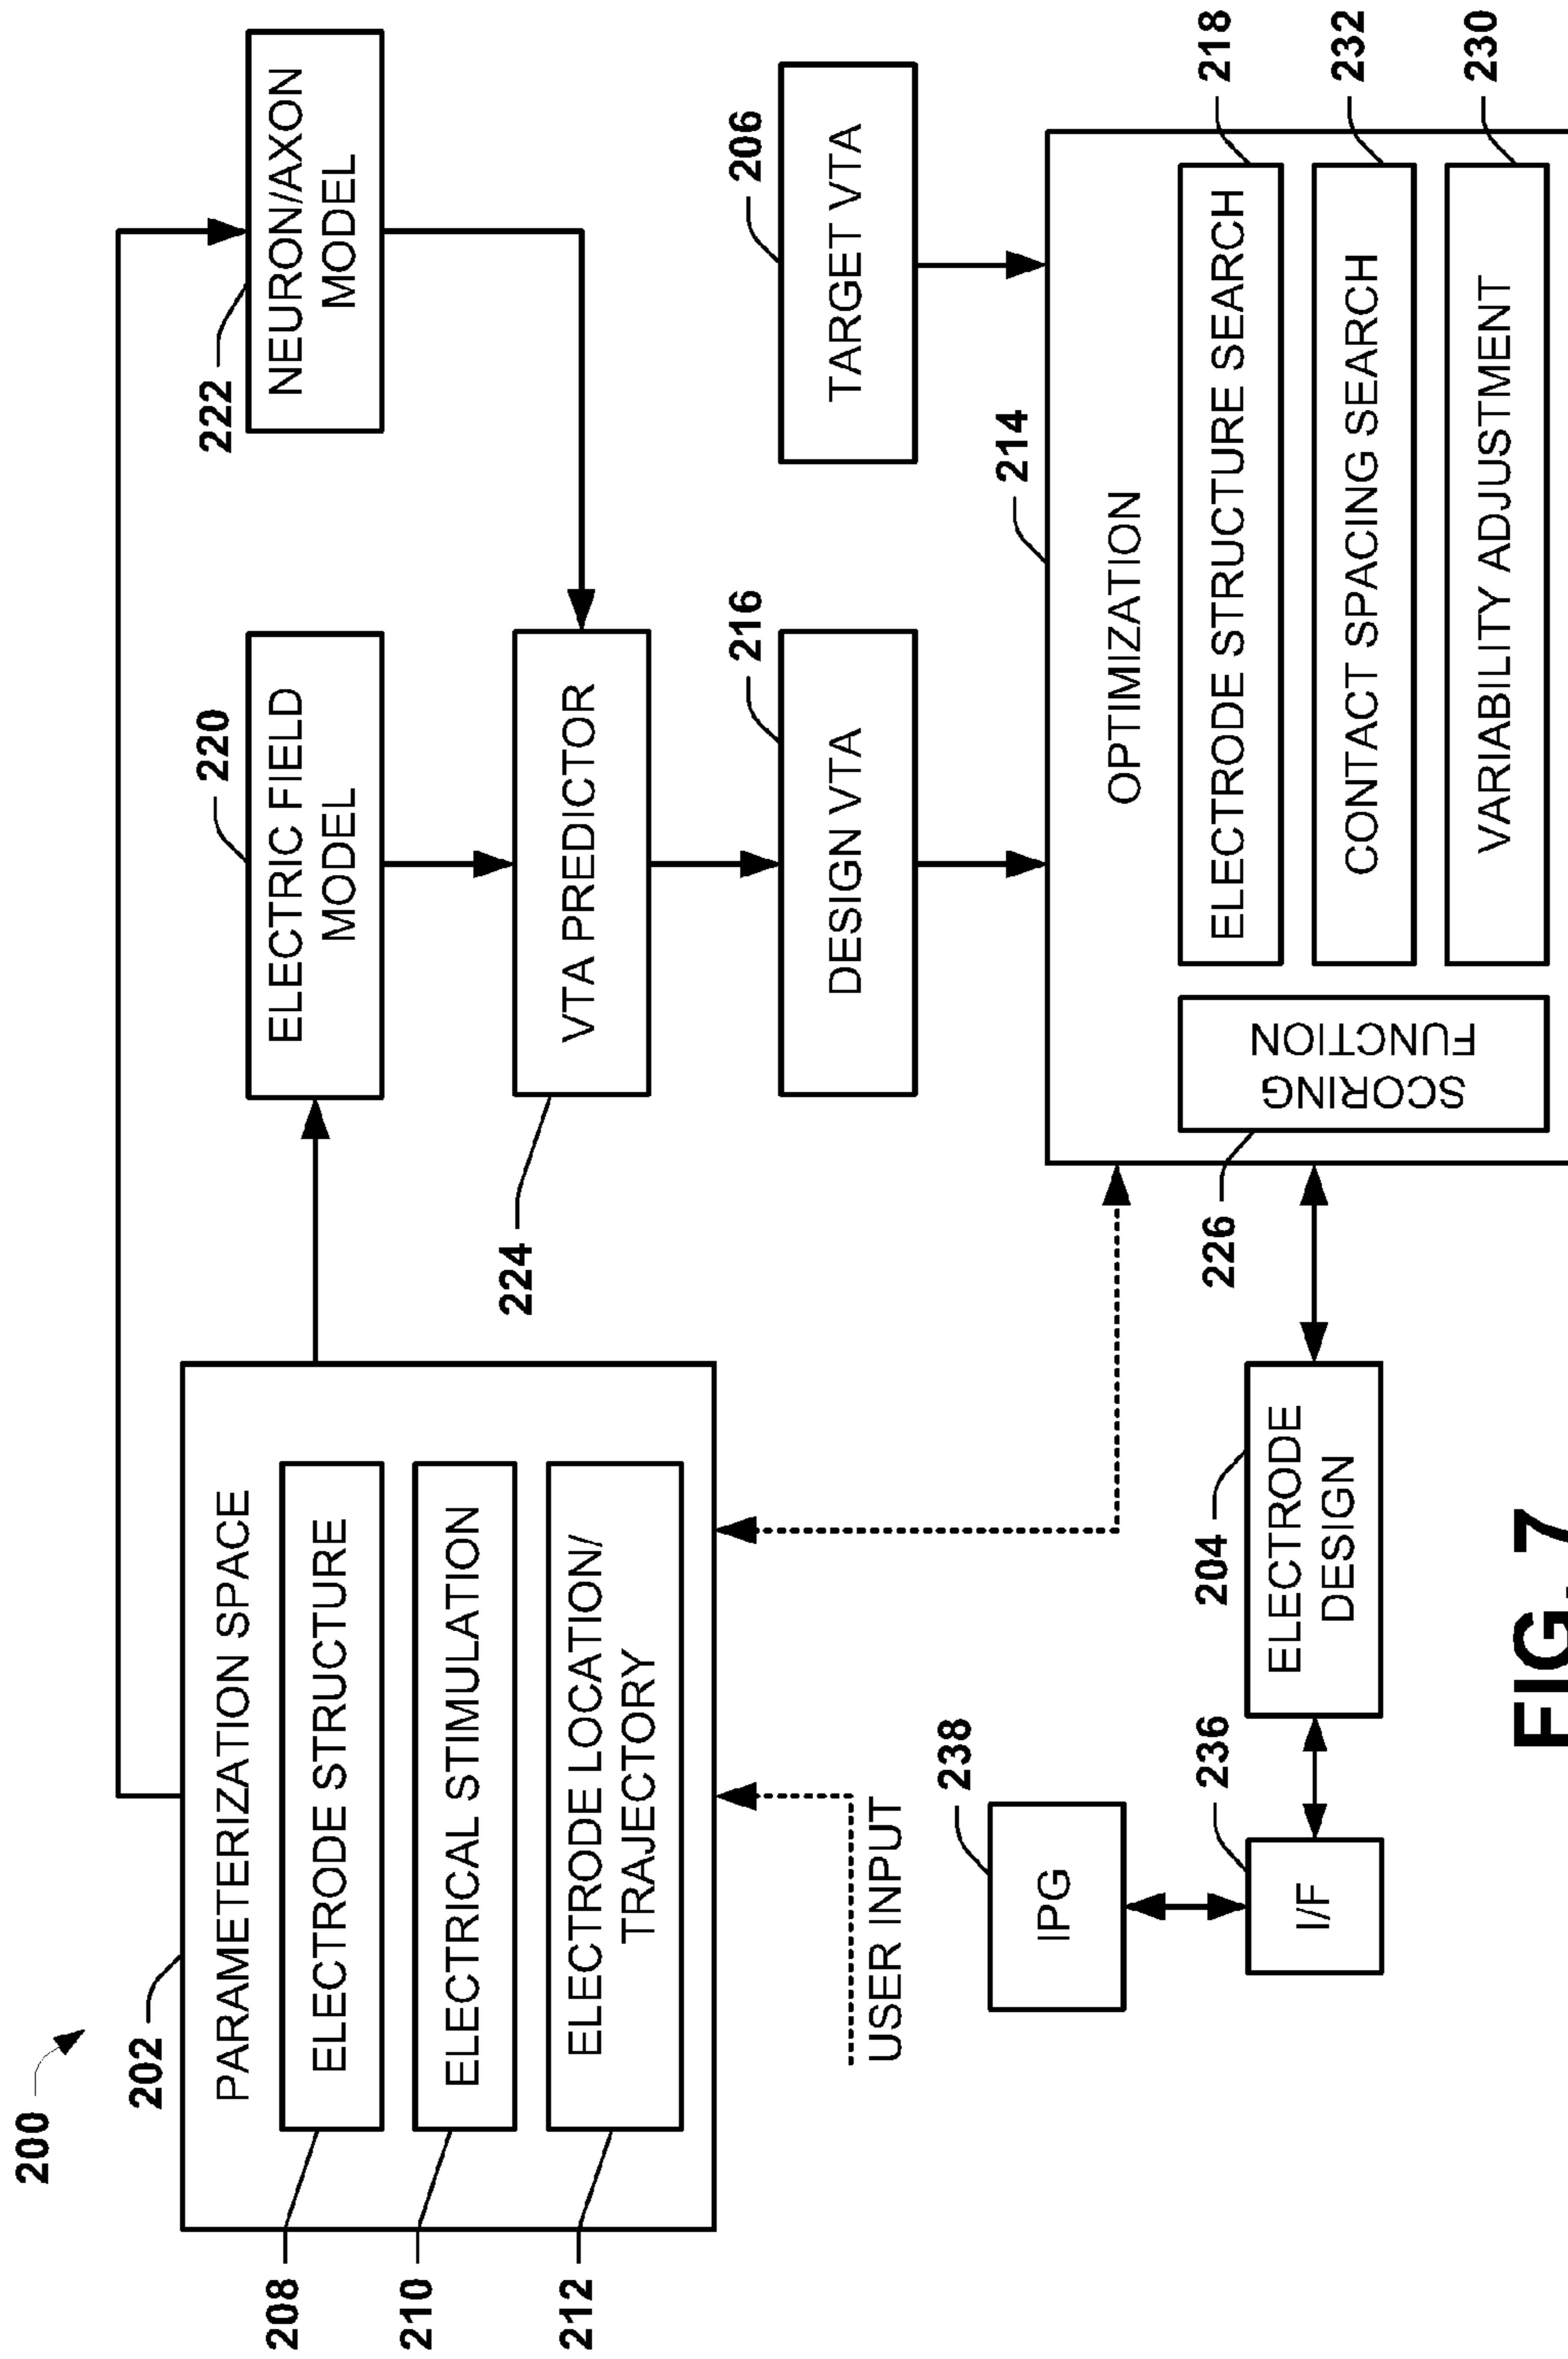 200
202
PARAMETERIZATION SPACE
ELECTRODE STRUCTURE
208
ELECTRICAL STIMULATION
210
ELECTRODE LOCATION/
TRAJECTORY
212
USER INPUT
220
ELECTRIC FIELD
MODEL
222
NEURON/AXON
MODEL
VTA PREDICTOR
224
216
DESIGN VTA
206
TARGET VTA
214
OPTIMIZATION
SCORING
FUNCTION
226
ELECTRODE STRUCTURE SEARCH
218
CONTACT SPACING SEARCH
232
VARIABILITY ADJUSTMENT
230
238
IPG
236
I/F
204
ELECTRODE
DESIGN
FIG. 7